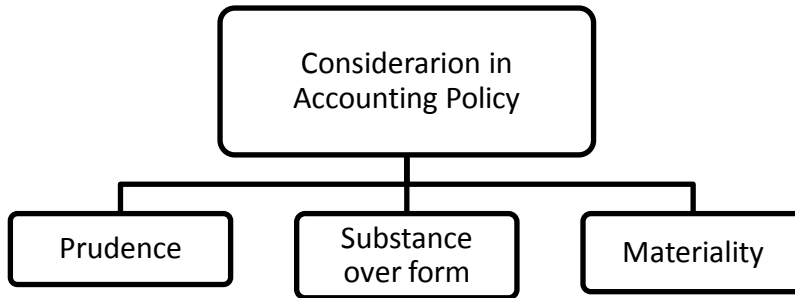 Considerarion in
Accounting Policy
Prudence
Substance
over form
Materiality